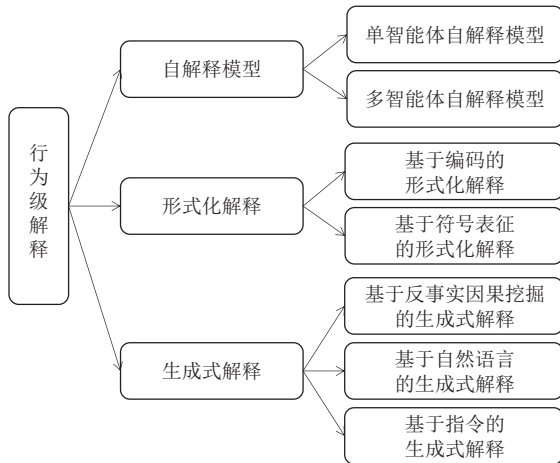 行为级解释
自解释模型
单智能体自解释模型
多智能体自解释模型
形式化解释
基于编码的
形式化解释
基于符号表征
的形式化解释
生成式解释
基于反事实因果挖掘
的生成式解释
基于自然语言
的生成式解释
基于指令的
生成式解释